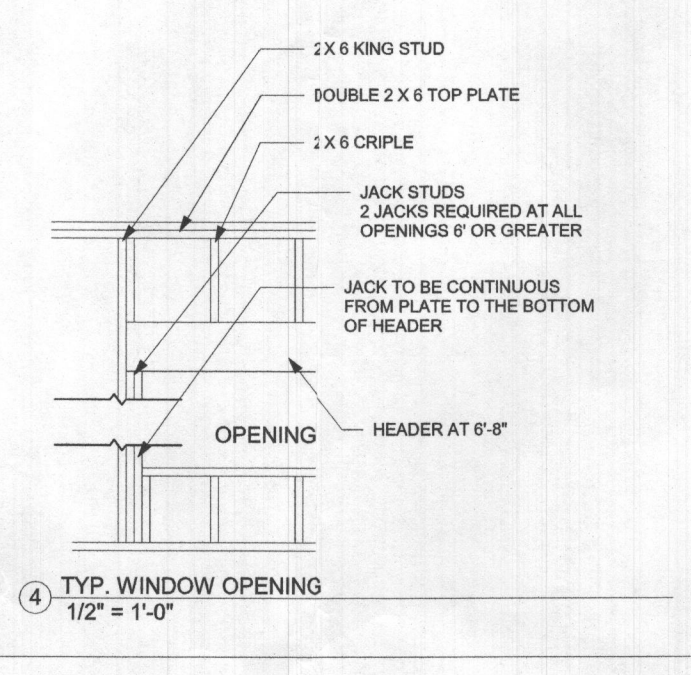 2 X 6 KING STUD
DOUBLE 2 X 6 TOP PLATE
2 X 6 CRIPLE
JACK STUDS
2 JACKS REQUIRED AT ALL
OPENINGS 6' OR GREATER
JACK TO BE CONTINUOUS
FROM PLATE TO THE BOTTOM
OF HEADER
OPENING
HEADER AT 6'-8"
4
TYP. WINDOW OPENING
1/2" = 1'-0"